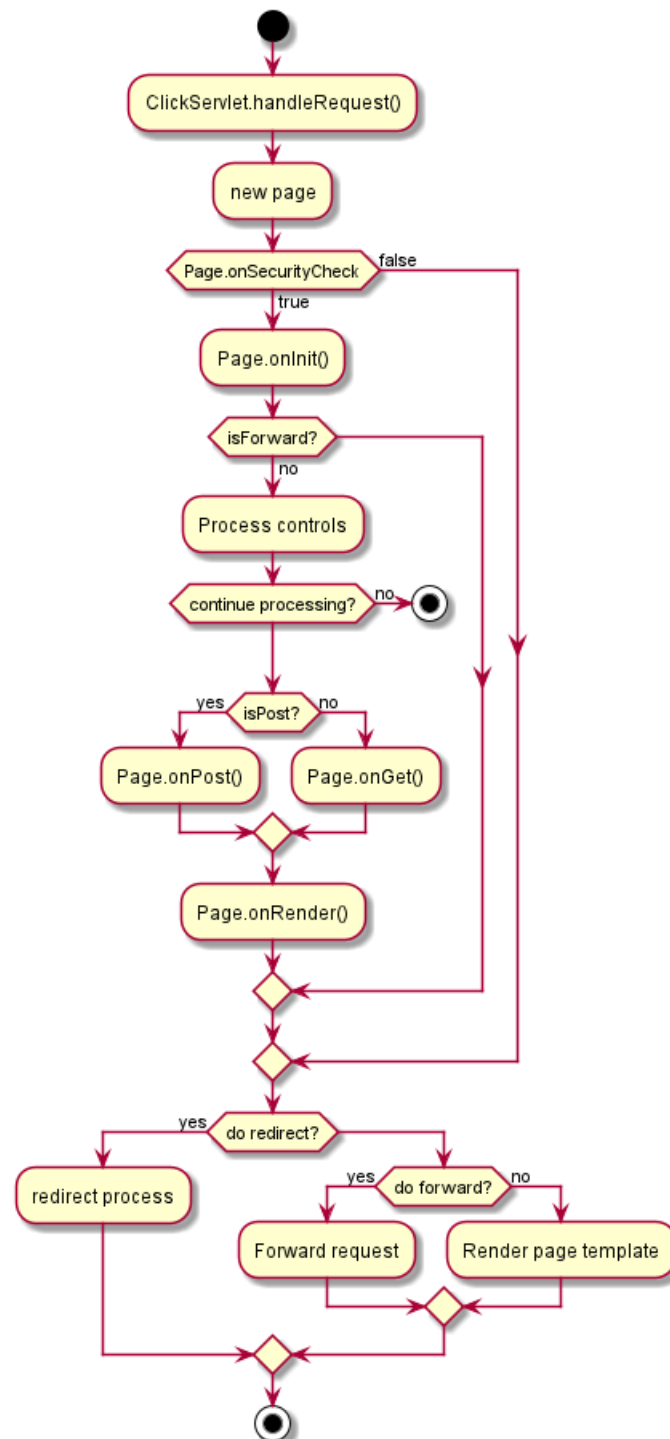 ClickServlet.handleRequest()
new page
Page.onSecurityCheck
false
true
Page.onInit()
isForward?
no
Process controls
continue processing?
no
yes
isPost?
no
Page.onPost()
Page.onGet()
Page.onRender()
yes
do redirect?
redirect process
yes
do forward?
no
Forward request
Render page template